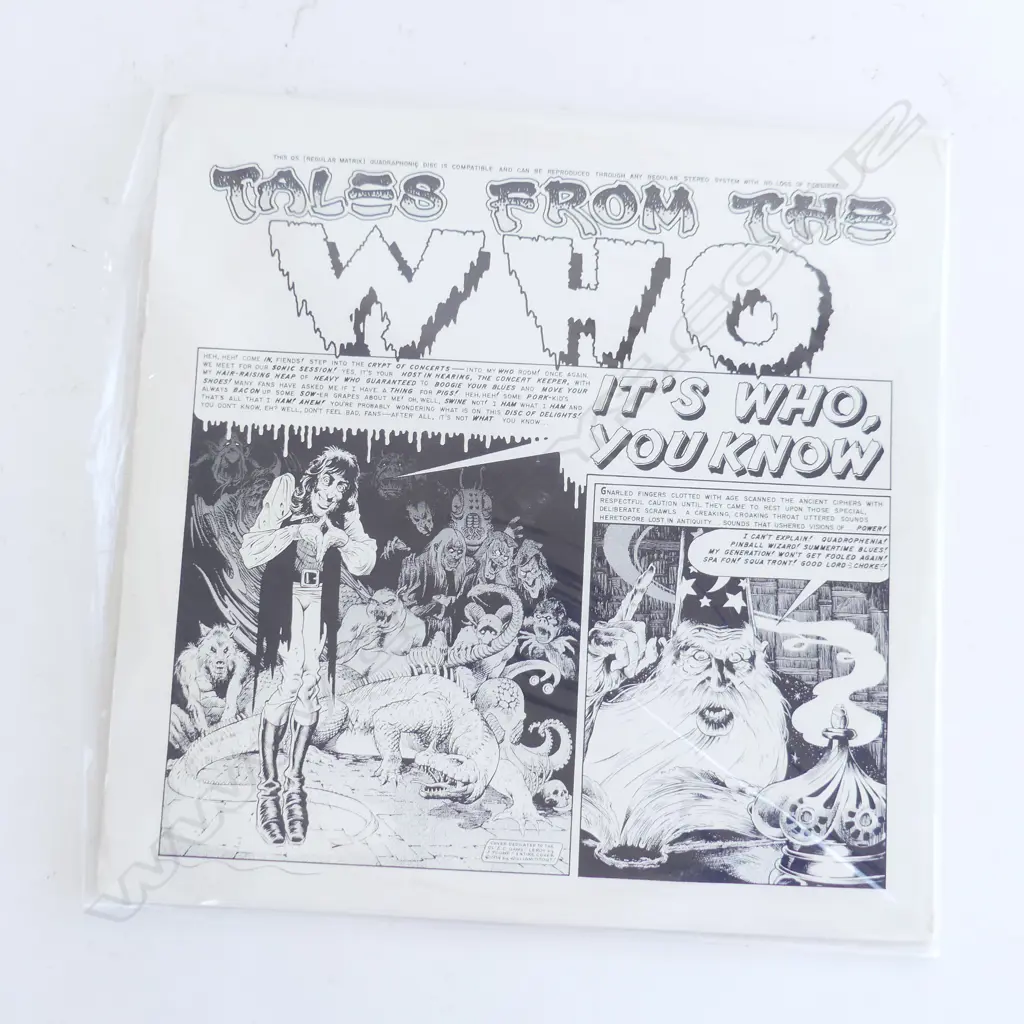 THIS QS (REGULAR MATRIX) QUADRAPHONIC DISC IS COMPATIBLE AND CAN BE REPRODUCED THROUGH ANY REGULAR STEREO SYSTEM WITH NO LOSS OF
TALES FROM THE
WHO
HEH, HEH! COME IN, FIENDS! STEP INTO THE CRYPT OF CONCERTS — INTO MY WHO ROOM! ONCE AGAIN,
WE MEET FOR OUR SONIC SESSION! YES, IT'S YOUR HOST IN HEARING, THE CONCERT KEEPER, WITH
MY HAIR-RAISING HEAP OF HEAVY WHO GUARANTEED TO BOOGIE YOUR BLUES AND MOVE YOUR
SHOES! MANY FANS HAVE ASKED ME IF I HAVE A THING FOR PIGS! HEH, HEH! SOME PORK-KID'S
ALWAYS BACON UP SOME SOW-ER GRAPES ABOUT ME! OH, WELL, SWINE NOT! I HAM WHAT I HAM AND
THAT'S ALL THAT I HAM! AHEM! YOU'RE PROBABLY WONDERING WHAT IS ON THIS DISC OF DELIGHTS!
YOU DON'T KNOW, EH? WELL, DON'T FEEL BAD, FANS — AFTER ALL, IT'S NOT WHAT YOU KNOW...
IT'S WHO,
YOU KNOW
GNARLED FINGERS CLOTTED WITH AGE SCANNED THE ANCIENT CIPHERS WITH
RESPECTFUL CAUTION UNTIL THEY CAME TO REST UPON THOSE SPECIAL,
DELIBERATE SCRAWLS. A CREAKING, CROAKING THROAT UTTERED SOUNDS
HERETOFORE LOST IN ANTIQUITY... SOUNDS THAT USHERED VISIONS OF... POWER!
I CAN'T EXPLAIN! QUADROPHENIA!
PINBALL WIZARD! SUMMERTIME BLUES!
MY GENERATION! WON'T GET FOOLED AGAIN!
SPA FON! SQUA TRONT! GOOD LORD! CHOKE!!
COVER DEDICATED TO THE